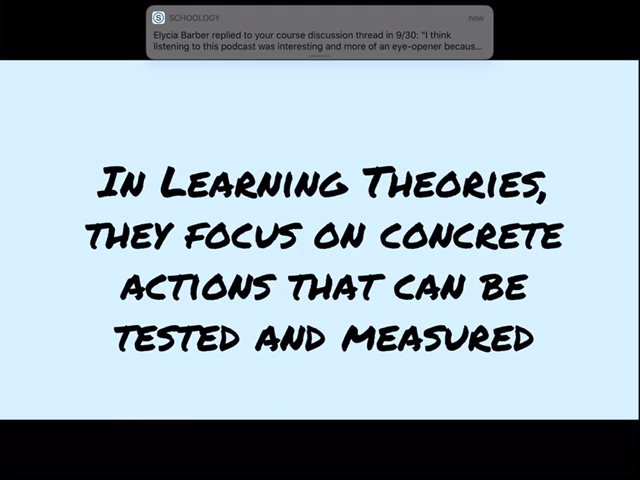 SCHOOLOGY
now
Elycia Barber replied to your course discussion thread in 9/30: "I think
listening to this podcast was interesting and more of an eye-opener becaus...
In Learning Theories,
they focus on concrete
actions that can be
tested and measured